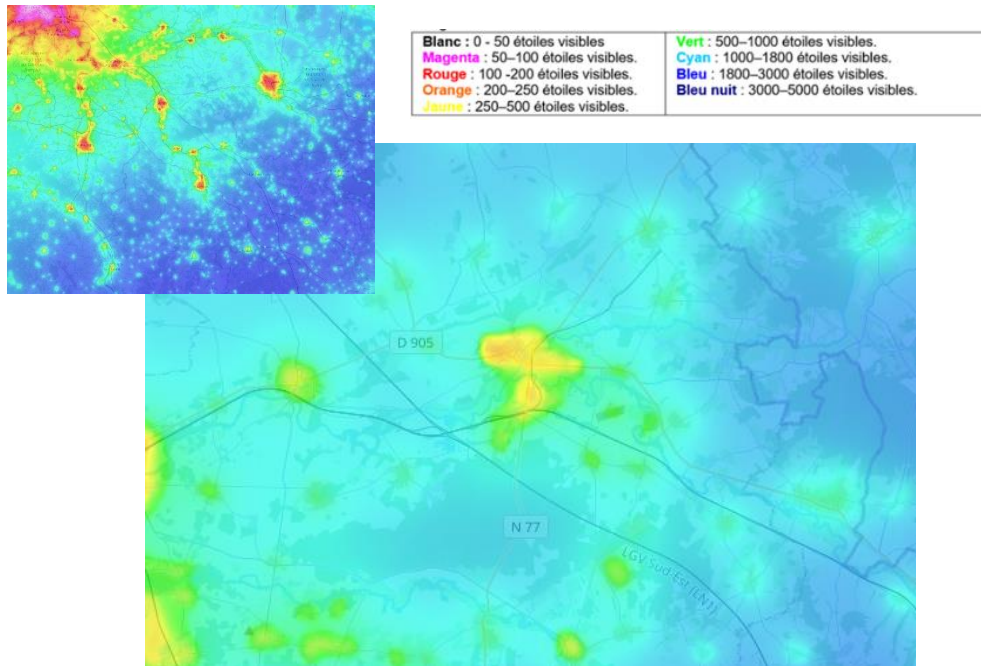 Blanc : 0 - 50 étoiles visibles
Magenta : 50–100 étoiles visibles.
Rouge : 100 -200 étoiles visibles.
Orange : 200–250 étoiles visibles.
Jaune : 250–500 étoiles visibles.
Vert : 500–1000 étoiles visibles.
Cyan : 1000–1800 étoiles visibles.
Bleu : 1800–3000 étoiles visibles.
Bleu nuit : 3000–5000 étoiles visibles.
D 905
N 77
LGV Sud-Est (LN1)